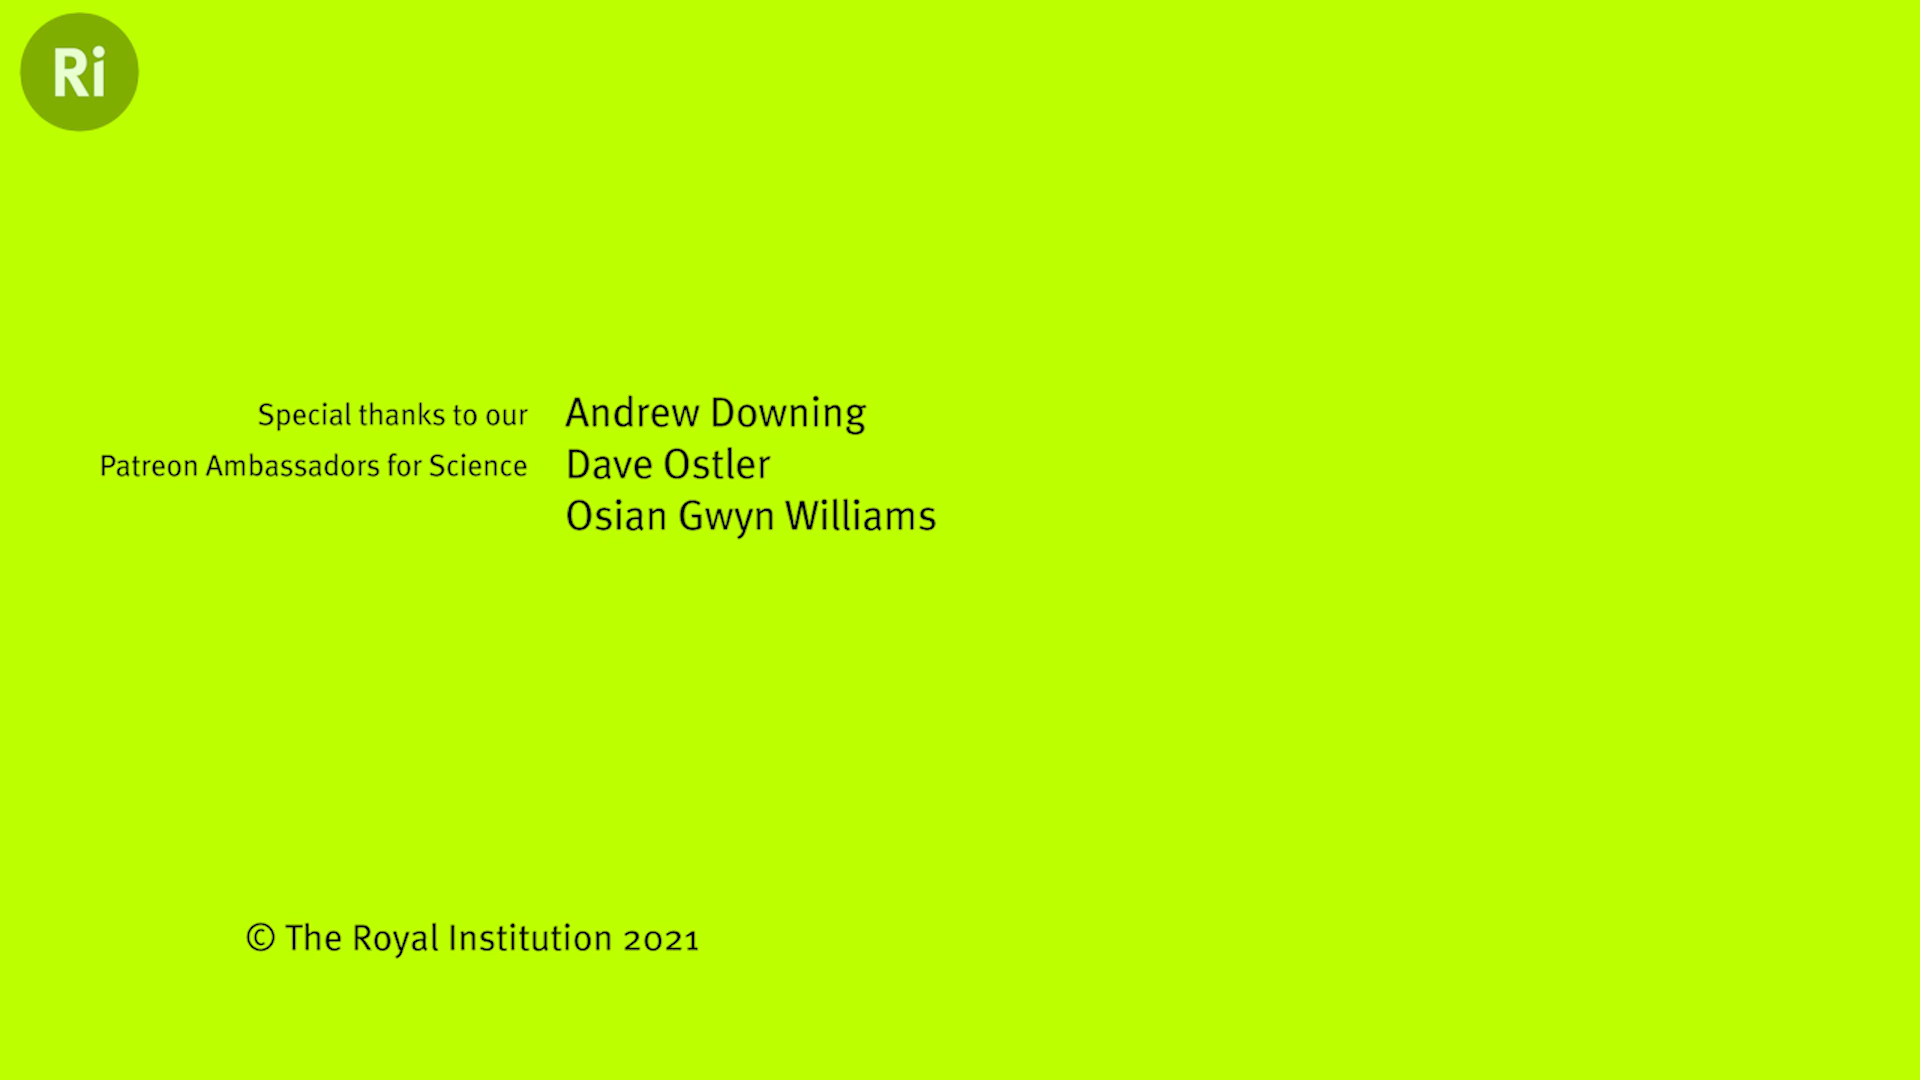 Ri
Special thanks to our Andrew Downing
Patreon Ambassadors for Science Dave Ostler
Osian Gwyn Williams
© The Royal Institution 2021